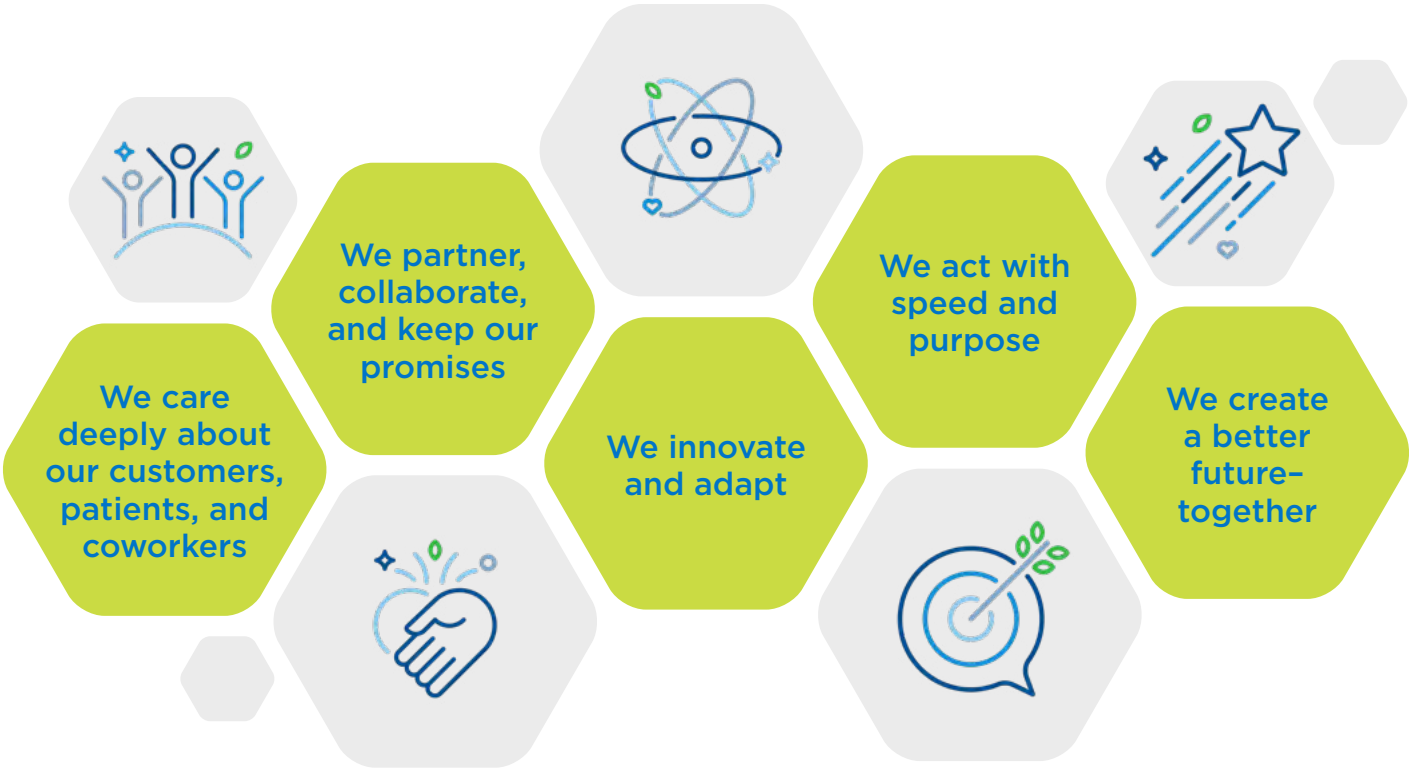 We care
deeply about
our customers,
patients, and
coworkers
We partner,
collaborate,
and keep our
promises
We innovate
and adapt
We act with
speed and
purpose
We create
a better
future–
together